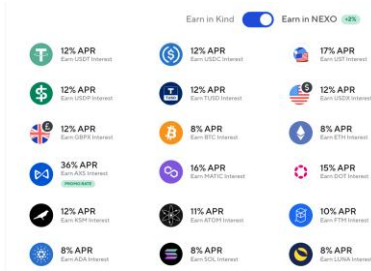 Earn in Kind Earn in NEXO +2%
12% APR 12% APR 17% APR
Earn USDT Interest Earn USDC Interest Earn UST Interest
12% APR 12% APR 12% APR
Earn USDP Interest Earn TUSD Interest Earn USDX Interest
12% APR 8% APR 8% APR
Earn GBPX Interest Earn BTC Interest Earn ETH Interest
36% APR 16% APR 15% APR
Earn AXS Interest Earn MATIC Interest Earn DOT Interest
PROMO RATE
12% APR 11% APR 10% APR
Earn KSM Interest Earn ATOM Interest Earn FTM Interest
8% APR 8% APR 8% APR
Earn ADA Interest Earn SOL Interest Earn LUNA Interest